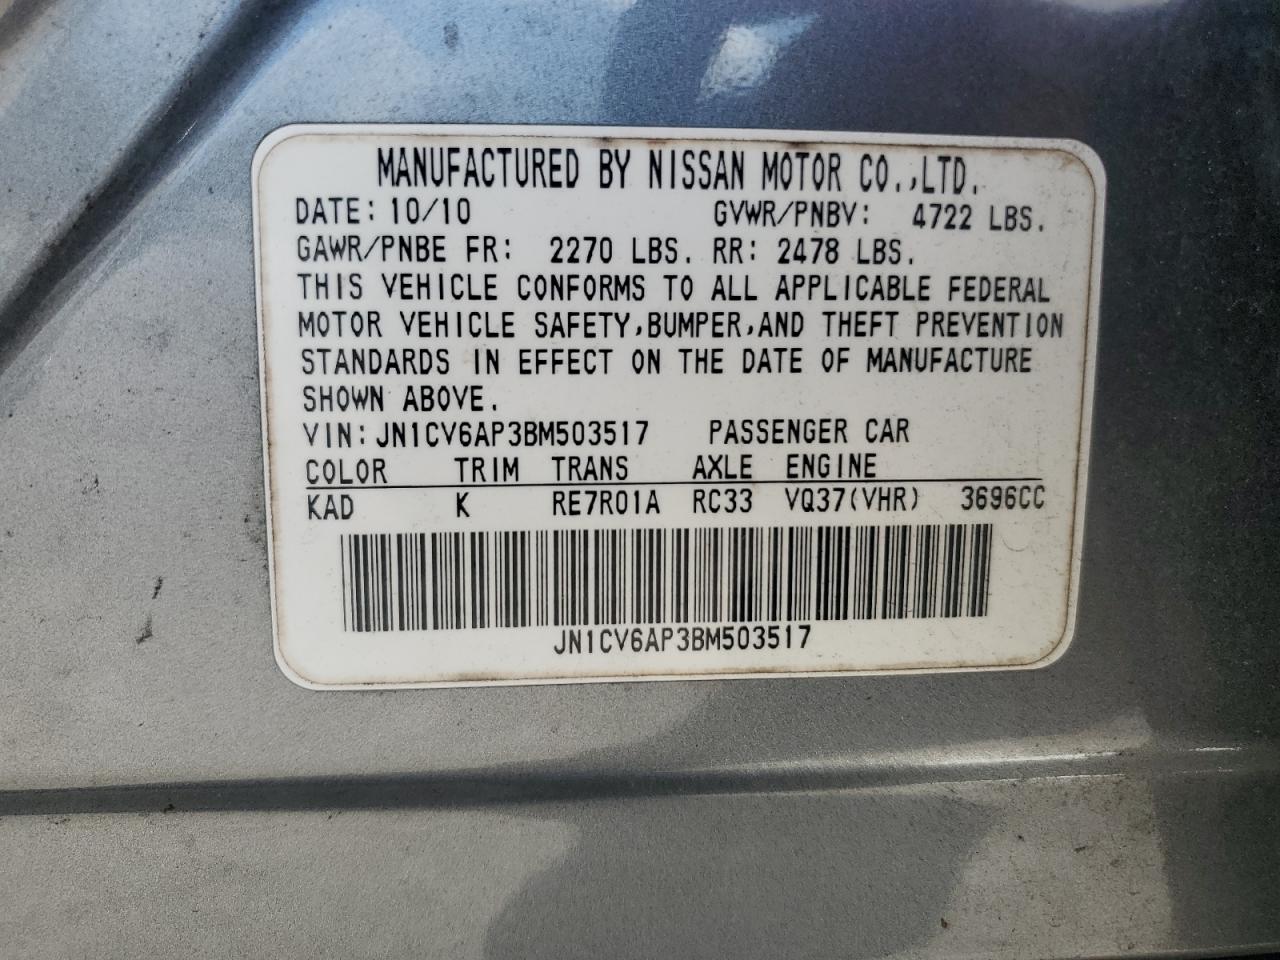 MANUFACTURED BY NISSAN MOTOR CO.,LTD.
DATE: 10/10 GVWR/PNBV: 4722 LBS.
GAWR/PNBE FR: 2270 LBS. RR: 2478 LBS.
THIS VEHICLE CONFORMS TO ALL APPLICABLE FEDERAL
MOTOR VEHICLE SAFETY,BUMPER,AND THEFT PREVENTION
STANDARDS IN EFFECT ON THE DATE OF MANUFACTURE
SHOWN ABOVE.
VIN: JN1CV6AP3BM503517 PASSENGER CAR
COLOR TRIM TRANS AXLE ENGINE
KAD K RE7R01A RC33 VQ37(VHR) 3696CC
JN1CV6AP3BM503517